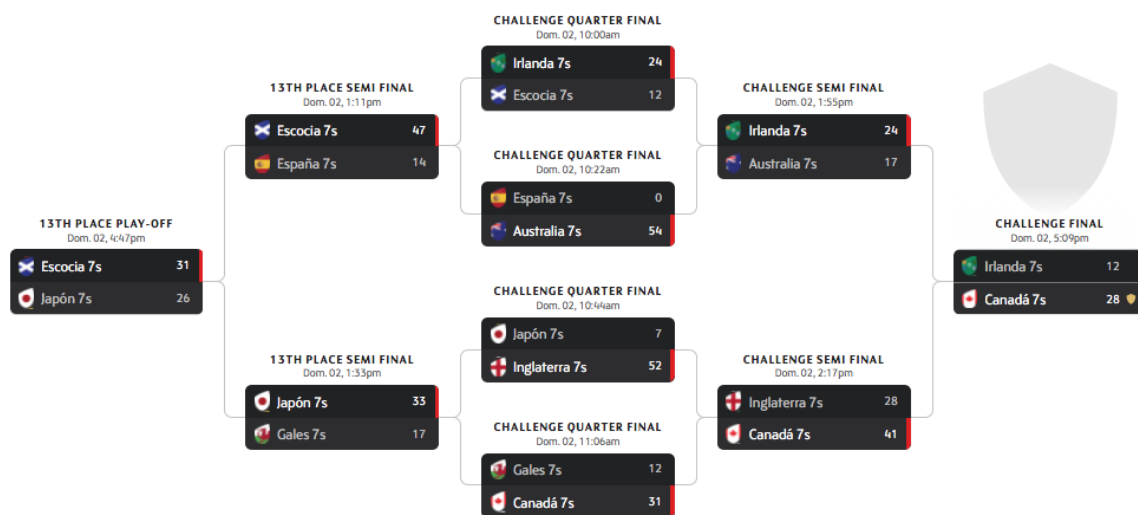 CHALLENGE QUARTER FINAL
Dom. 02, 10:00am
Irlanda 7s 24
Escocia 7s 12
13TH PLACE SEMI FINAL
Dom. 02, 1:11pm
Escocia 7s 47
España 7s 14
CHALLENGE SEMI FINAL
Dom. 02, 1:55pm
Irlanda 7s 24
Australia 7s 17
CHALLENGE QUARTER FINAL
Dom. 02, 10:22am
España 7s 0
Australia 7s 54
13TH PLACE PLAY-OFF
Dom. 02, 4:47pm
Escocia 7s 31
Japón 7s 26
CHALLENGE FINAL
Dom. 02, 5:09pm
Irlanda 7s 12
Canadá 7s 28
CHALLENGE QUARTER FINAL
Dom. 02, 10:44am
Japón 7s 7
Inglaterra 7s 52
13TH PLACE SEMI FINAL
Dom. 02, 1:33pm
Japón 7s 33
Gales 7s 17
CHALLENGE SEMI FINAL
Dom. 02, 2:17pm
Inglaterra 7s 28
Canadá 7s 41
CHALLENGE QUARTER FINAL
Dom. 02, 11:06am
Gales 7s 12
Canadá 7s 31